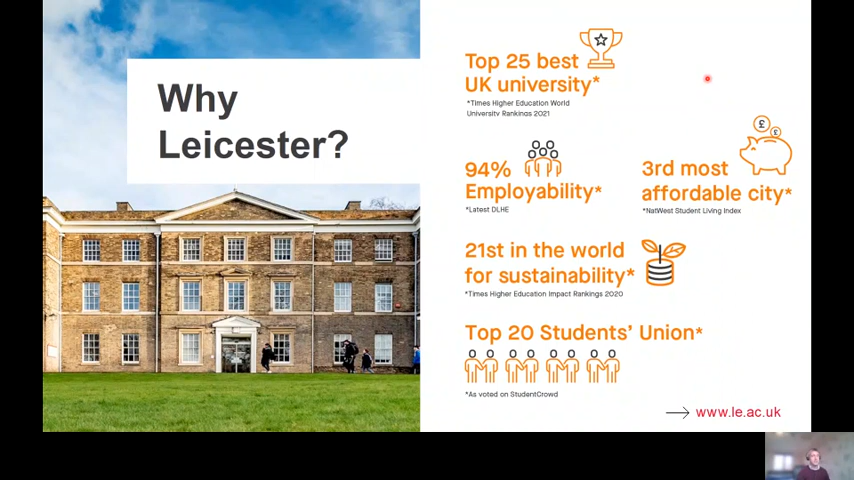 Why
Leicester?
Top 25 best
UK university*
*Times Higher Education World
University Rankings 2021
94%
Employability*
*Latest DLHE
3rd most
affordable city*
*NatWest Student Living Index
21st in the world
for sustainability*
*Times Higher Education Impact Rankings 2020
Top 20 Students' Union*
*As voted on StudentCrowd
www.le.ac.uk